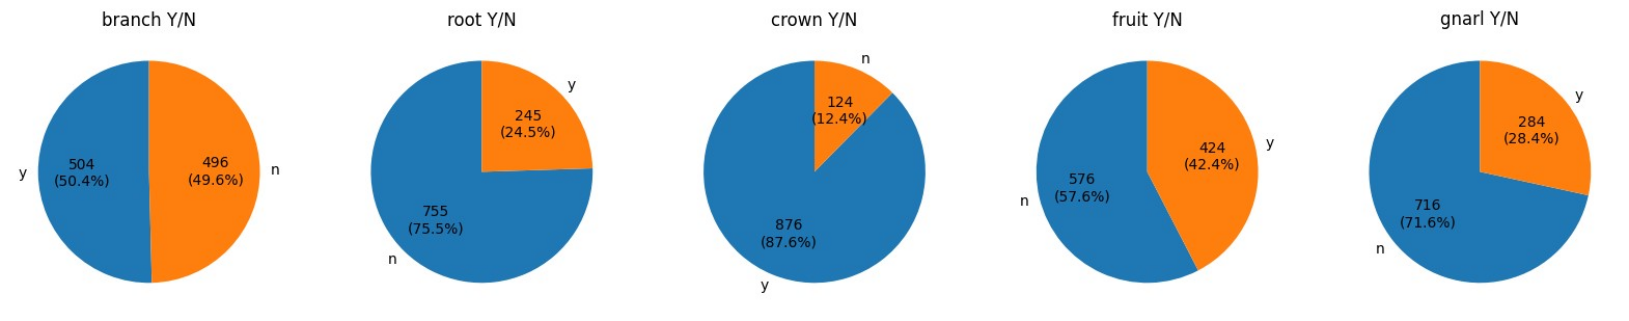 branch Y/N
y
504
(50.4%)
496
(49.6%)
n
root Y/N
y
245
(24.5%)
755
(75.5%)
n
crown Y/N
n
124
(12.4%)
876
(87.6%)
y
fruit Y/N
y
424
(42.4%)
576
(57.6%)
n
gnarl Y/N
y
284
(28.4%)
716
(71.6%)
n